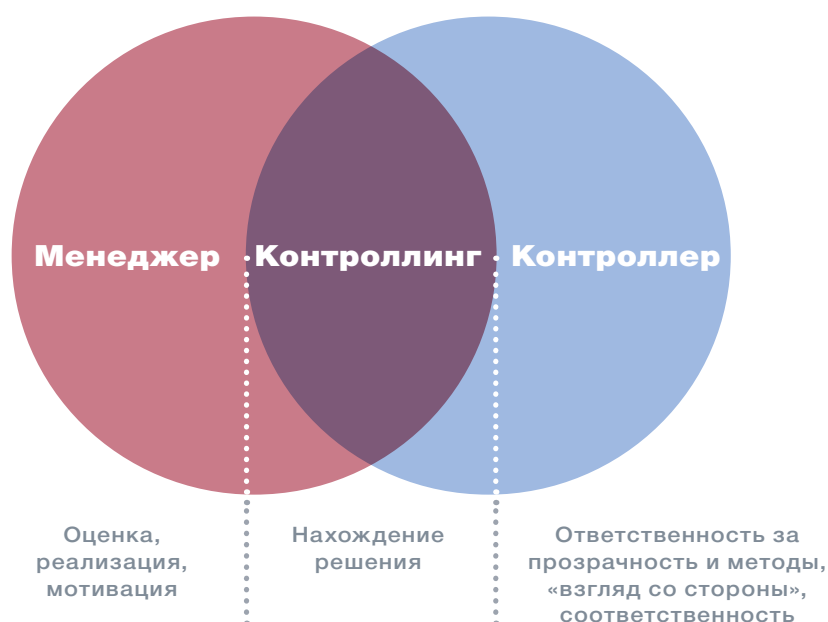 Менеджер
Контроллинг
Контроллер
Оценка,
реализация,
мотивация
Нахождение
решения
Ответственность за
прозрачность и методы,
«взгляд со стороны»,
соответственность